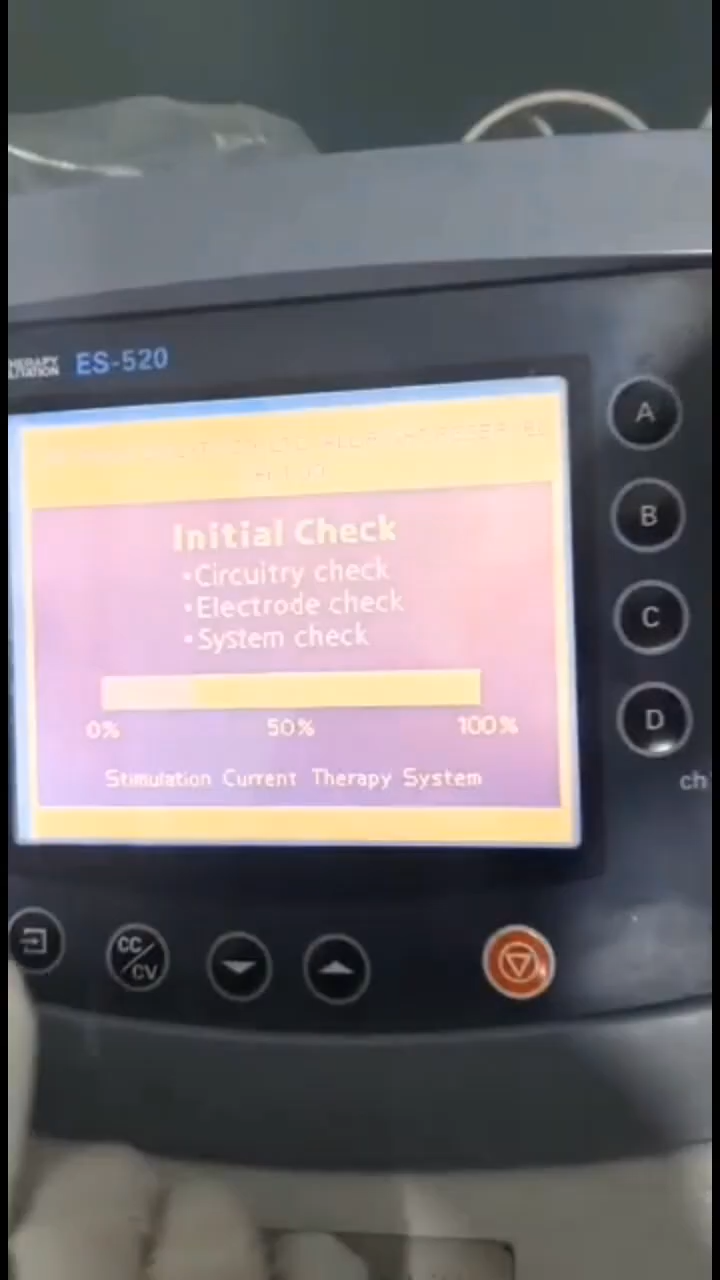 ES-520
A
Initial Check
•Circuitry check
•Electrode check
•System check
B
C
D
0% 50% 100%
Stimulation Current Therapy System
ch
CC/CV